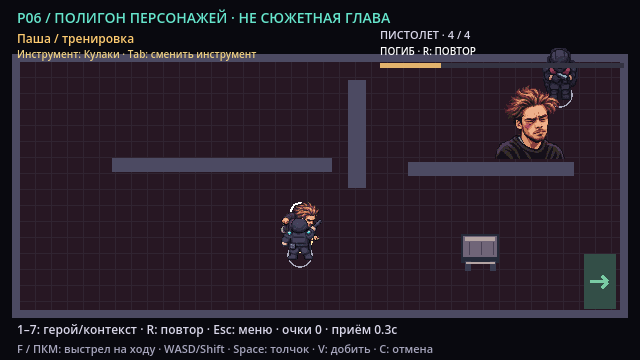 P06 / ПОЛИГОН ПЕРСОНАЖЕЙ · НЕ СЮЖЕТНАЯ ГЛАВА
Паша / тренировка
Инструмент: Кулаки · Tab: сменить инструмент
ПИСТОЛЕТ · 4 / 4
ПОГИБ · R: ПОВТОР
1–7: герой/контекст · R: повтор · Esc: меню · очки 0 · приём 0.3с
F / ПКМ: выстрел на ходу · WASD/Shift · Space: толчок · V: добить · C: отмена